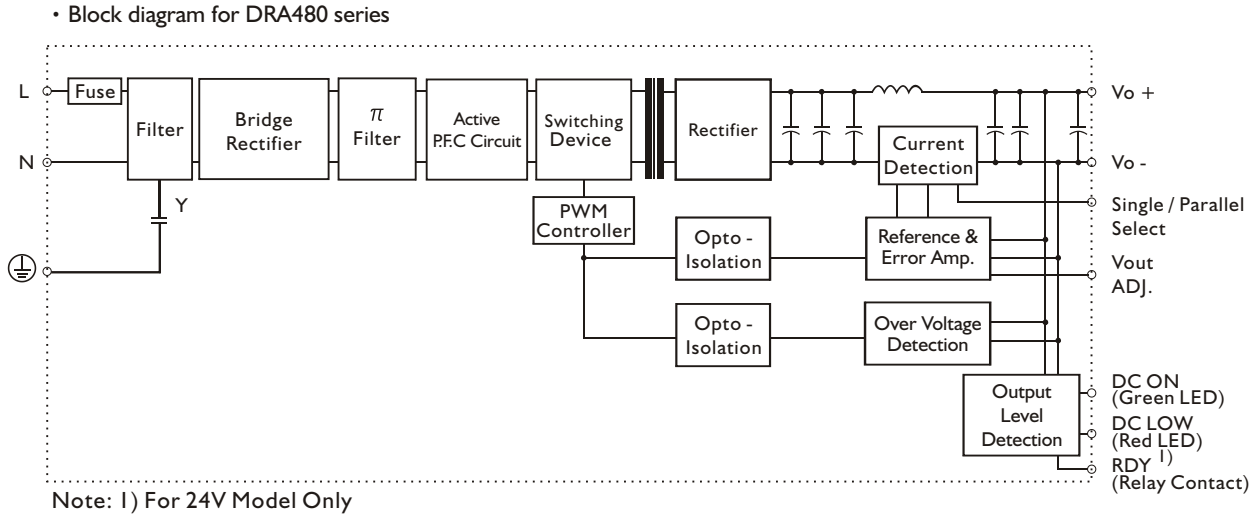 • Block diagram for DRA480 series
L
Fuse
N
Filter
Y
Bridge
Rectifier
π
Filter
Active
P.F.C Circuit
Switching
Device
Rectifier
Current
Detection
Vo +
Vo -
PWM
Controller
Opto -
Isolation
Reference &
Error Amp.
Single / Parallel
Select
Vout
ADJ.
Opto -
Isolation
Over Voltage
Detection
Output
Level
Detection
DC ON
(Green LED)
DC LOW
(Red LED)
RDY 1)
(Relay Contact)
Note: 1) For 24V Model Only